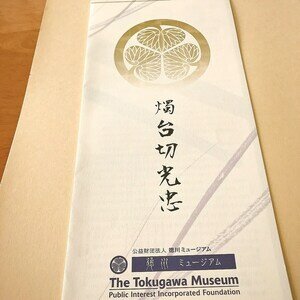 燭台切光忠
公益財団法人 徳川ミュージアム
徳川 ミュージアム
The Tokugawa Museum
Public Interest Incorporated Foundation